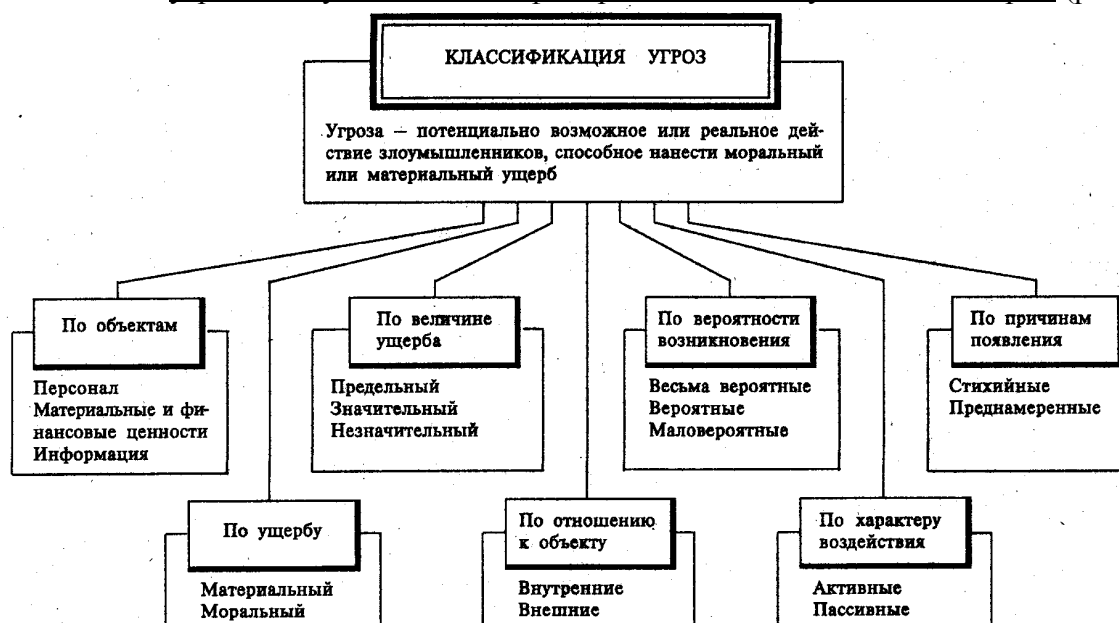 КЛАССИФИКАЦИЯ УГРОЗ
Угроза — потенциально возможное или реальное дей-
ствие злоумышленников, способное нанести моральный
или материальный ущерб
По объектам
Персонал
Материальные и фи-
нансовые ценности
Информация
По величине
ущерба
Предельный
Значительный
Незначительный
По вероятности
возникновения
Весьма вероятные
Вероятные
Маловероятные
По причинам
появления
Стихийные
Преднамеренные
По ущербу
Материальный
Моральный
По отношению
к объекту
Внутренние
Внешние
По характеру
воздействия
Активные
Пассивные